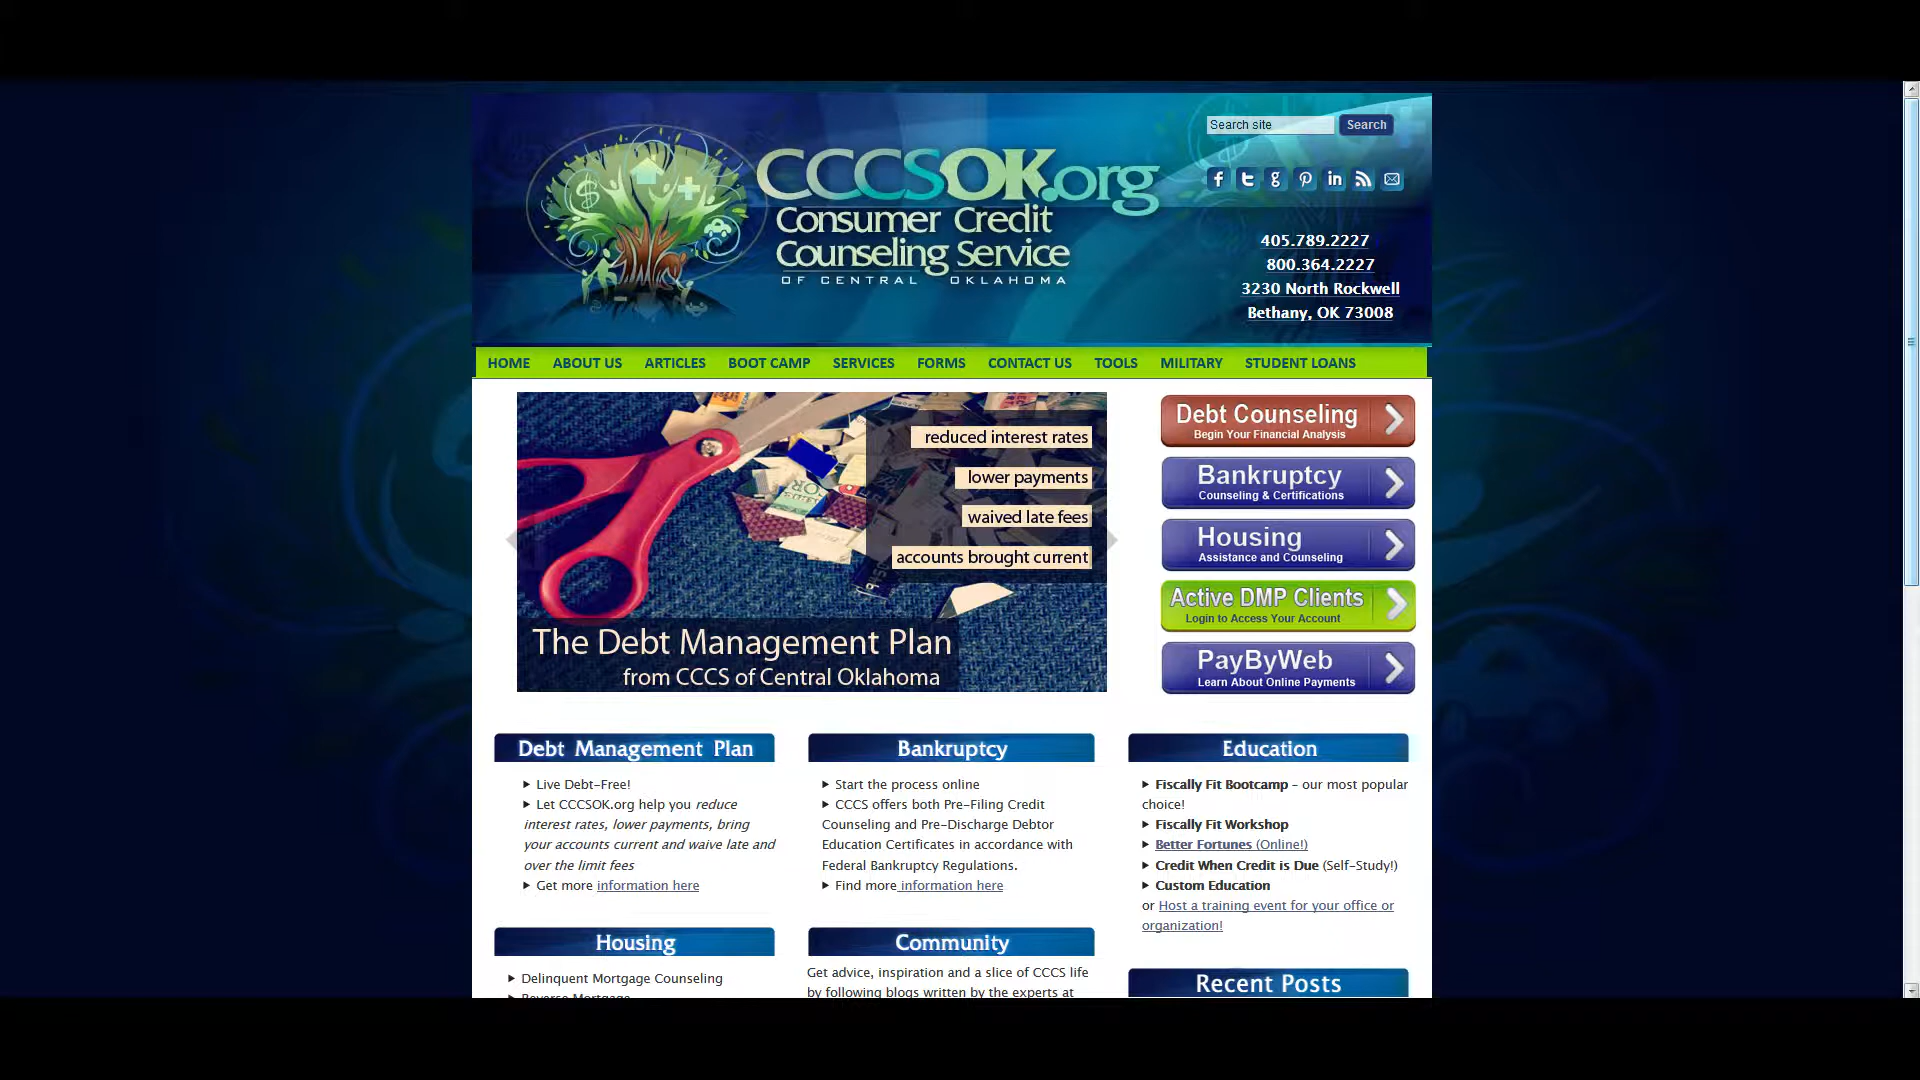 Search site
Search
CCCSOK.org
Consumer Credit
Counseling Service
OF CENTRAL OKLAHOMA
405.789.2227
800.364.2227
3230 North Rockwell
Bethany, OK 73008
HOME ABOUT US ARTICLES BOOT CAMP SERVICES FORMS CONTACT US TOOLS MILITARY STUDENT LOANS
reduced interest rates
lower payments
waived late fees
accounts brought current
The Debt Management Plan
from CCCS of Central Oklahoma
Debt Counseling
Begin Your Financial Analysis
Bankruptcy
Counseling & Certifications
Housing
Assistance and Counseling
Active DMP Clients
Login to Access Your Account
PayByWeb
Learn About Online Payments
Debt Management Plan
Live Debt-Free!
Let CCCSOK.org help you reduce
interest rates, lower payments, bring
your accounts current and waive late and
over the limit fees
Get more information here
Bankruptcy
Start the process online
CCCS offers both Pre-Filing Credit
Counseling and Pre-Discharge Debtor
Education Certificates in accordance with
Federal Bankruptcy Regulations.
Find more information here
Education
Fiscally Fit Bootcamp - our most popular
choice!
Fiscally Fit Workshop
Better Fortunes (Online!)
Credit When Credit is Due (Self-Study!)
Custom Education
or Host a training event for your office or
organization!
Housing
Delinquent Mortgage Counseling
Reverse Mortgage
Community
Get advice, inspiration and a slice of CCCS life
by following blogs written by the experts at
Recent Posts